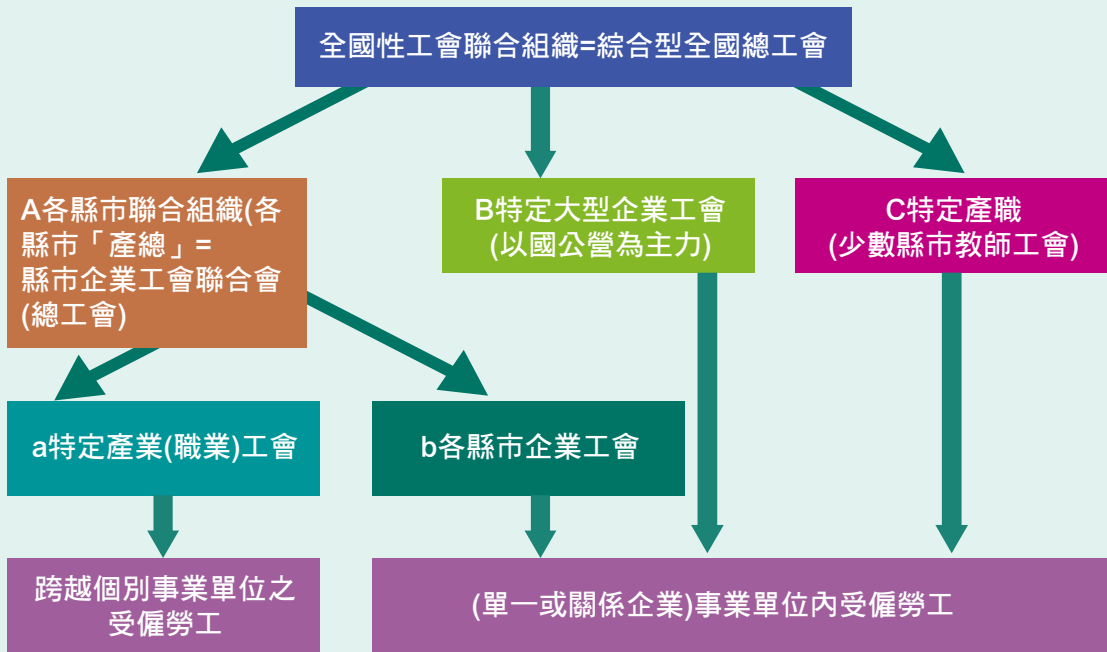 全國性工會聯合組織=綜合型全國總工會
A各縣市聯合組織(各
縣市「產總」=
縣市企業工會聯合會
(總工會)
B特定大型企業工會
(以國公營為主力)
C特定產職
(少數縣市教師工會)
a特定產業(職業)工會
b各縣市企業工會
跨越個別事業單位之
受僱勞工
(單一或關係企業)事業單位內受僱勞工